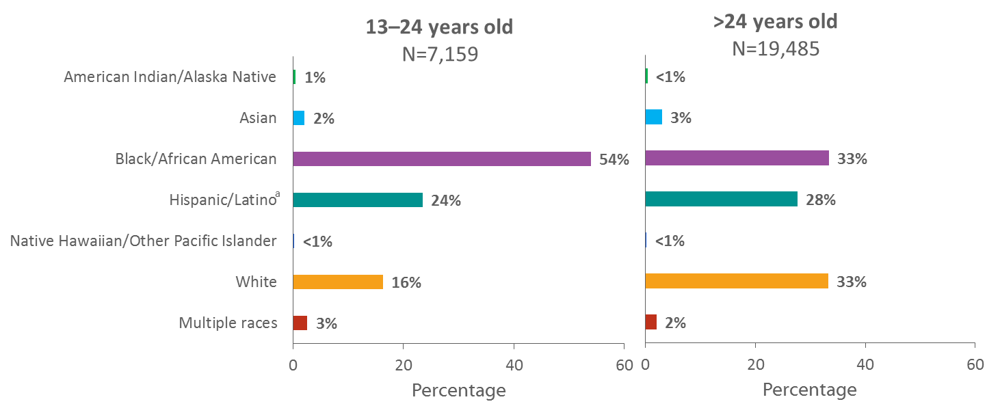 13–24 years old
N=7,159
>24 years old
N=19,485
American Indian/Alaska Native 1% <1%
Asian 2% 3%
Black/African American 54% 33%
Hispanic/Latinoᵃ 24% 28%
Native Hawaiian/Other Pacific Islander <1% <1%
White 16% 33%
Multiple races 3% 2%
0 20 40 60 0 20 40 60
Percentage Percentage